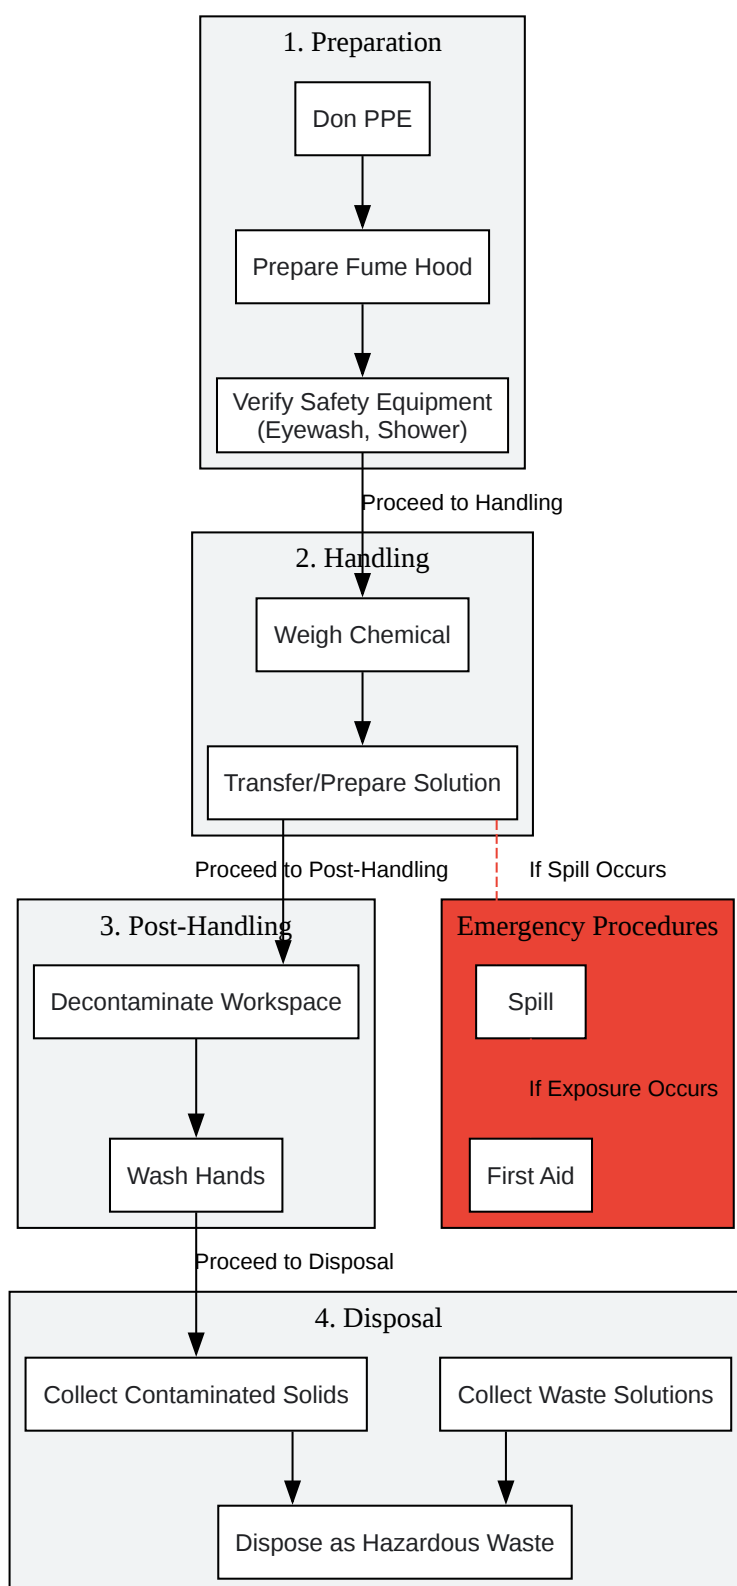 1. Preparation
Don PPE
Prepare Fume Hood
Verify Safety Equipment
(Eyewash, Shower)
Proceed to Handling
2. Handling
Weigh Chemical
Transfer/Prepare Solution
Proceed to Post-Handling
If Spill Occurs
3. Post-Handling
Decontaminate Workspace
Wash Hands
Emergency Procedures
Spill
If Exposure Occurs
First Aid
Proceed to Disposal
4. Disposal
Collect Contaminated Solids
Collect Waste Solutions
Dispose as Hazardous Waste